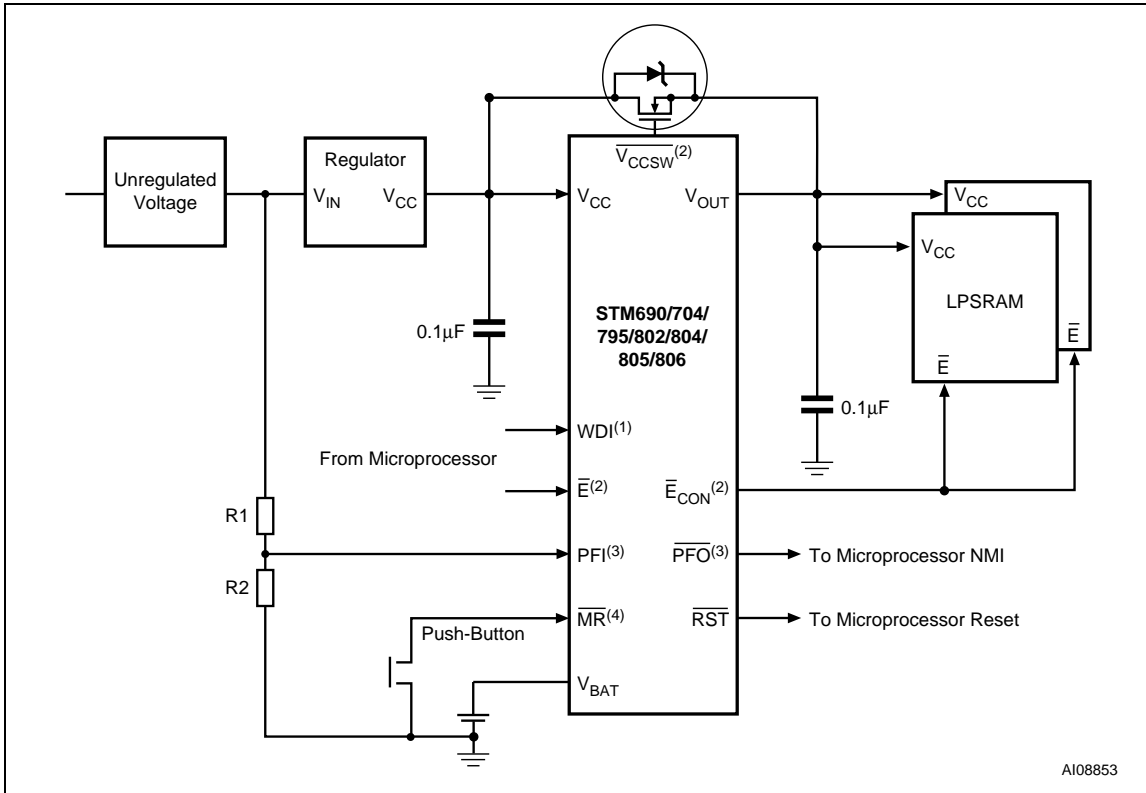 Unregulated
Voltage
Regulator
VIN
VCC
V̅C̅C̅S̅W̅(2)
VCC
VOUT
VCC
VCC
LPSRAM
E̅
E̅
STM690/704/
795/802/804/
805/806
0.1µF
0.1µF
WDI(1)
From Microprocessor
E̅(2)
E̅CON(2)
R1
PFI(3)
P̅F̅O̅(3)
To Microprocessor NMI
R2
M̅R̅(4)
R̅S̅T̅
To Microprocessor Reset
Push-Button
VBAT
AI08853